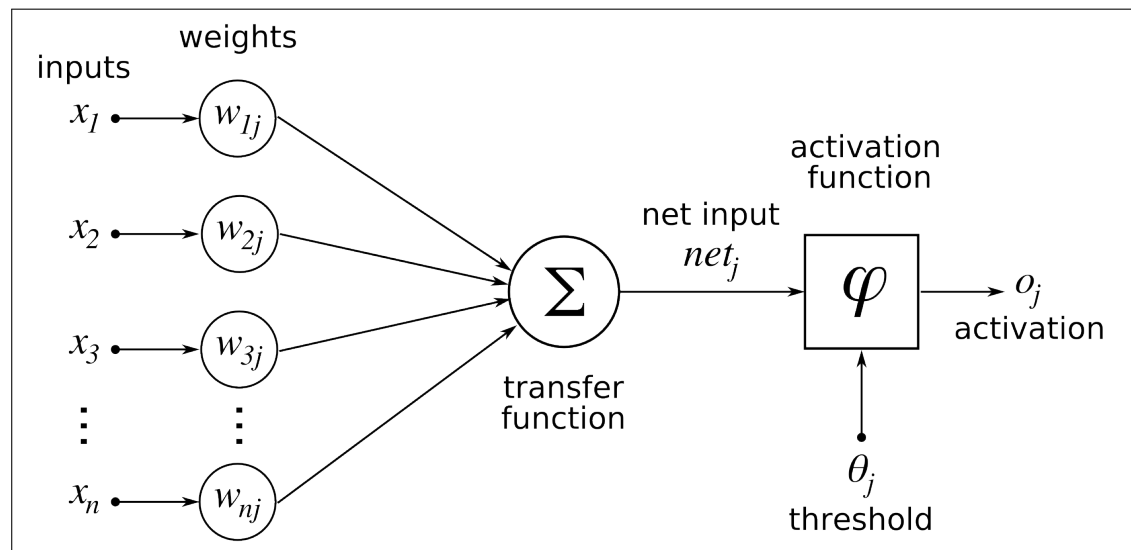 weights
inputs
x1
w1j
x2
w2j
x3
w3j
⋮ ⋮
xn
wnj
Σ
transfer
function
net input
netj
activation
function
φ
oj
activation
θj
threshold